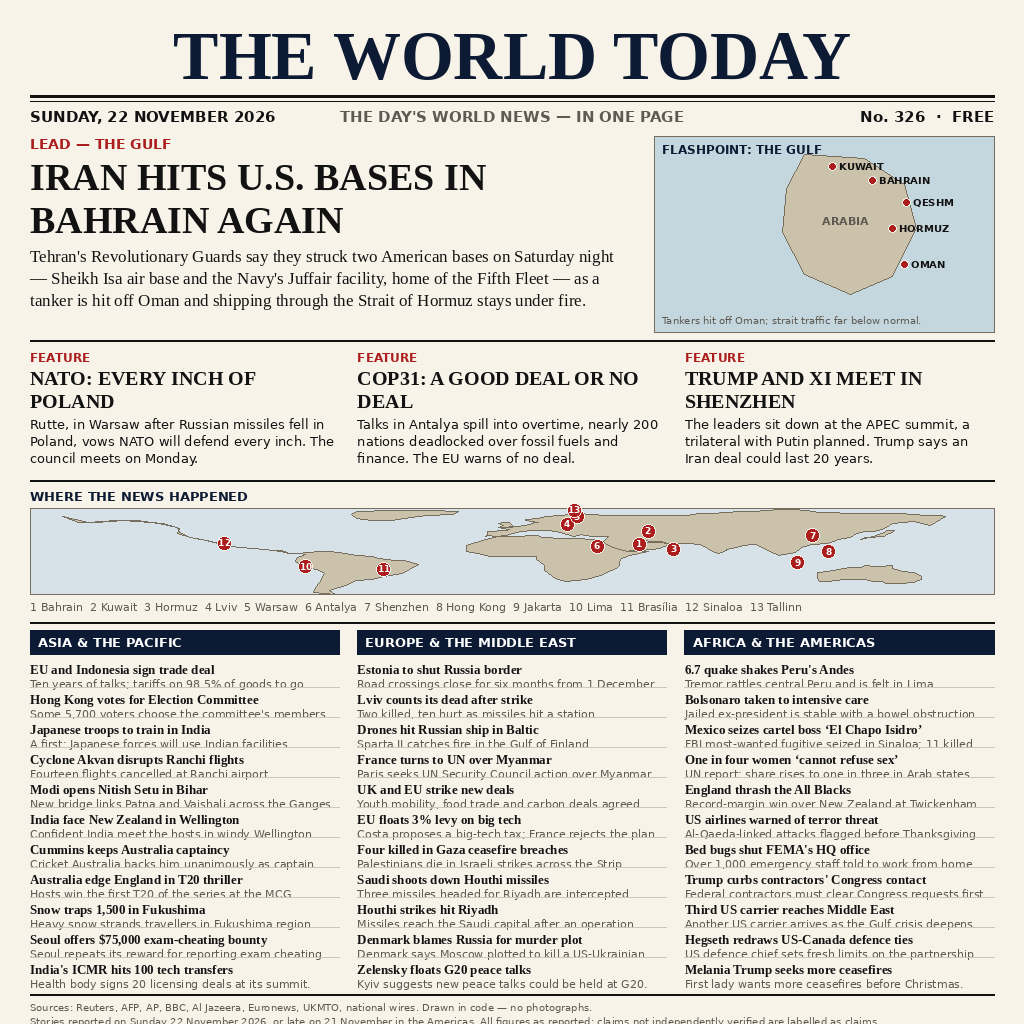 THE WORLD TODAY
SUNDAY, 22 NOVEMBER 2026
THE DAY'S WORLD NEWS — IN ONE PAGE
No. 326 · FREE
LEAD — THE GULF
IRAN HITS U.S. BASES IN
BAHRAIN AGAIN
Tehran's Revolutionary Guards say they struck two American bases on Saturday night
— Sheikh Isa air base and the Navy's Juffair facility, home of the Fifth Fleet — as a
tanker is hit off Oman and shipping through the Strait of Hormuz stays under fire.
FLASHPOINT: THE GULF
KUWAIT
BAHRAIN
QESHM
ARABIA
HORMUZ
OMAN
Tankers hit off Oman; strait traffic far below normal.
FEATURE
NATO: EVERY INCH OF
POLAND
Rutte, in Warsaw after Russian missiles fell in
Poland, vows NATO will defend every inch. The
council meets on Monday.
FEATURE
COP31: A GOOD DEAL OR NO
DEAL
Talks in Antalya spill into overtime, nearly 200
nations deadlocked over fossil fuels and
finance. The EU warns of no deal.
FEATURE
TRUMP AND XI MEET IN
SHENZHEN
The leaders sit down at the APEC summit, a
trilateral with Putin planned. Trump says an
Iran deal could last 20 years.
WHERE THE NEWS HAPPENED
13
4
12
2
1
6
3
7
8
9
10
11
1 Bahrain 2 Kuwait 3 Hormuz 4 Lviv 5 Warsaw 6 Antalya 7 Shenzhen 8 Hong Kong 9 Jakarta 10 Lima 11 Brasília 12 Sinaloa 13 Tallinn
ASIA & THE PACIFIC
EU and Indonesia sign trade deal
Ten years of talks; tariffs on 98.5% of goods to go.
Hong Kong votes for Election Committee
Some 5,700 voters choose the committee's members.
Japanese troops to train in India
A first: Japanese forces will use Indian facilities.
Cyclone Akvan disrupts Ranchi flights
Fourteen flights cancelled at Ranchi airport.
Modi opens Nitish Setu in Bihar
New bridge links Patna and Vaishali across the Ganges.
India face New Zealand in Wellington
Confident India meet the hosts in windy Wellington.
Cummins keeps Australia captaincy
Cricket Australia backs him unanimously as captain.
Australia edge England in T20 thriller
Hosts win the first T20 of the series at the MCG.
Snow traps 1,500 in Fukushima
Heavy snow strands travellers in Fukushima region.
Seoul offers $75,000 exam-cheating bounty
Seoul repeats its reward for reporting exam cheating.
India's ICMR hits 100 tech transfers
Health body signs 20 licensing deals at its summit.
EUROPE & THE MIDDLE EAST
Estonia to shut Russia border
Road crossings close for six months from 1 December.
Lviv counts its dead after strike
Two killed, ten hurt as missiles hit a station.
Drones hit Russian ship in Baltic
Sparta II catches fire in the Gulf of Finland.
France turns to UN over Myanmar
Paris seeks UN Security Council action over Myanmar.
UK and EU strike new deals
Youth mobility, food trade and carbon deals agreed.
EU floats 3% levy on big tech
Costa proposes a big-tech tax; France rejects the plan.
Four killed in Gaza ceasefire breaches
Palestinians die in Israeli strikes across the Strip.
Saudi shoots down Houthi missiles
Three missiles headed for Riyadh are intercepted.
Houthi strikes hit Riyadh
Missiles reach the Saudi capital after an operation.
Denmark blames Russia for murder plot
Denmark says Moscow plotted to kill a US-Ukrainian.
Zelensky floats G20 peace talks
Kyiv suggests new peace talks could be held at G20.
AFRICA & THE AMERICAS
6.7 quake shakes Peru's Andes
Tremor rattles central Peru and is felt in Lima.
Bolsonaro taken to intensive care
Jailed ex-president is stable with a bowel obstruction.
Mexico seizes cartel boss ‘El Chapo Isidro’
FBI most-wanted fugitive seized in Sinaloa; 11 killed.
One in four women ‘cannot refuse sex’
UN report: share rises to one in three in Arab states.
England thrash the All Blacks
Record-margin win over New Zealand at Twickenham.
US airlines warned of terror threat
Al-Qaeda-linked attacks flagged before Thanksgiving.
Bed bugs shut FEMA's HQ office
Over 1,000 emergency staff told to work from home.
Trump curbs contractors' Congress contact
Federal contractors must clear Congress requests first.
Third US carrier reaches Middle East
Another US carrier arrives as the Gulf crisis deepens.
Hegseth redraws US-Canada defence ties
US defence chief sets fresh limits on the partnership.
Melania Trump seeks more ceasefires
First lady wants more ceasefires before Christmas.
Sources: Reuters, AFP, AP, BBC, Al Jazeera, Euronews, UKMTO, national wires. Drawn in code — no photographs.
Stories reported on Sunday 22 November 2026, or late on 21 November in the Americas. All figures as reported; claims not independently verified are labelled as claims.